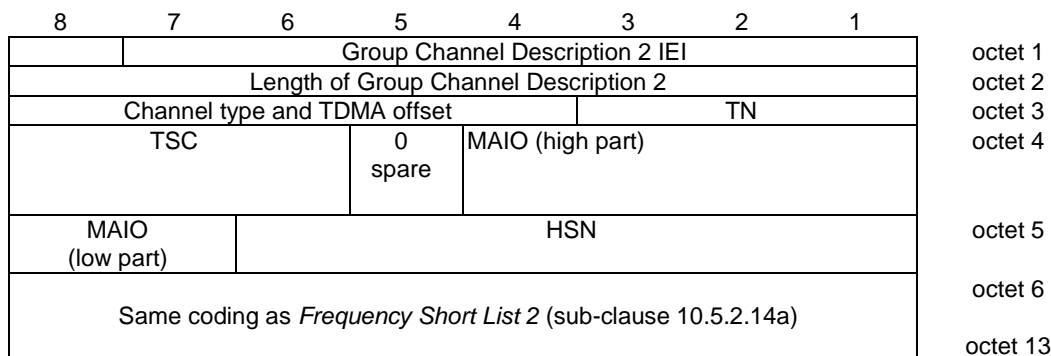 8 7 6 5 4 3 2 1
Group Channel Description 2 IEI octet 1
Length of Group Channel Description 2 octet 2
Channel type and TDMA offset TN octet 3
TSC 0 MAIO (high part) octet 4
spare
MAIO HSN octet 5
(low part)
octet 6
Same coding as Frequency Short List 2 (sub-clause 10.5.2.14a)
octet 13